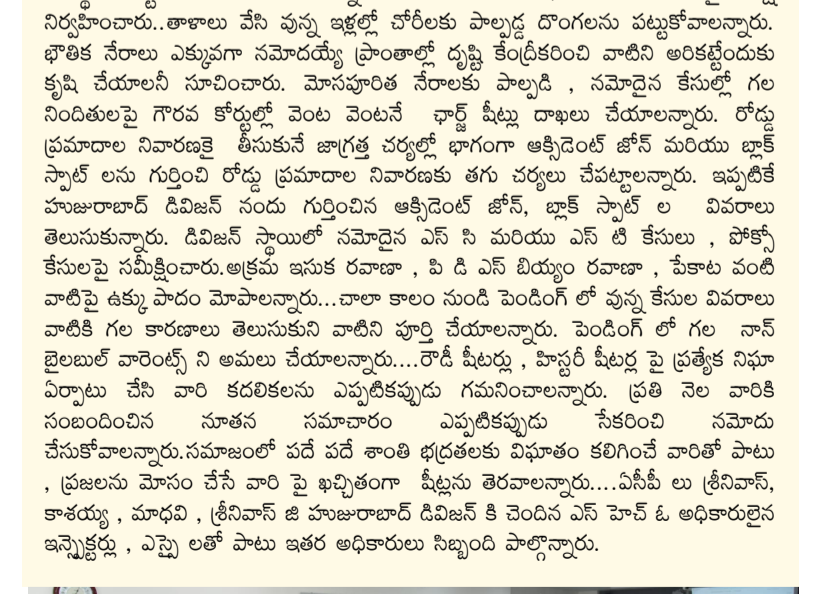 నిర్వహించారు..తాళాలు వేసి వున్న ఇళ్లల్లో చోరీలకు పాల్పడ్డ దొంగలను పట్టుకోవాలన్నారు.
భౌతిక నేరాలు ఎక్కువగా నమోదయ్యే ప్రాంతాల్లో దృష్టి కేంద్రీకరించి వాటిని అరికట్టేందుకు
కృషి చేయాలనీ సూచించారు. మోసపూరిత నేరాలకు పాల్పడి , నమోదైన కేసుల్లో గల
నిందితులపై గౌరవ కోర్టుల్లో వెంట వెంటనే ఛార్జ్ షీట్లు దాఖలు చేయాలన్నారు. రోడ్డు
ప్రమాదాల నివారణకై తీసుకునే జాగ్రత్త చర్యల్లో భాగంగా ఆక్సిడెంట్ జోన్ మరియు బ్లాక్
స్పాట్ లను గుర్తించి రోడ్డు ప్రమాదాల నివారణకు తగు చర్యలు చేపట్టాలన్నారు. ఇప్పటికే
హుజురాబాద్ డివిజన్ నందు గుర్తించిన ఆక్సిడెంట్ జోన్, బ్లాక్ స్పాట్ ల వివరాలు
తెలుసుకున్నారు. డివిజన్ స్థాయిలో నమోదైన ఎస్ సి మరియు ఎస్ టి కేసులు , పోక్సో
కేసులపై సమీక్షించారు.అక్రమ ఇసుక రవాణా , పి డి ఎస్ బియ్యం రవాణా , పేకాట వంటి
వాటిపై ఉక్కు పాదం మోపాలన్నారు...చాలా కాలం నుండి పెండింగ్ లో వున్న కేసుల వివరాలు
వాటికి గల కారణాలు తెలుసుకుని వాటిని పూర్తి చేయాలన్నారు. పెండింగ్ లో గల నాన్
బైలబుల్ వారెంట్స్ ని అమలు చేయాలన్నారు....రౌడీ షీటర్లు , హిస్టరీ షీటర్ల పై ప్రత్యేక నిఘా
ఏర్పాటు చేసి వారి కదలికలను ఎప్పటికప్పుడు గమనించాలన్నారు. ప్రతి నెల వారికి
సంబందించిన నూతన సమాచారం ఎప్పటికప్పుడు సేకరించి నమోదు
చేసుకోవాలన్నారు.సమాజంలో పదే పదే శాంతి భద్రతలకు విఘాతం కలిగించే వారితో పాటు
, ప్రజలను మోసం చేసే వారి పై ఖచ్చితంగా షీట్లను తెరవాలన్నారు....ఏసీపీ లు శ్రీనివాస్,
కాశయ్య , మాధవి , శ్రీనివాస్ జి హుజురాబాద్ డివిజన్ కి చెందిన ఎస్ హెచ్ ఓ అధికారులైన
ఇన్స్పెక్టర్లు , ఎస్సై లతో పాటు ఇతర అధికారులు సిబ్బంది పాల్గొన్నారు.